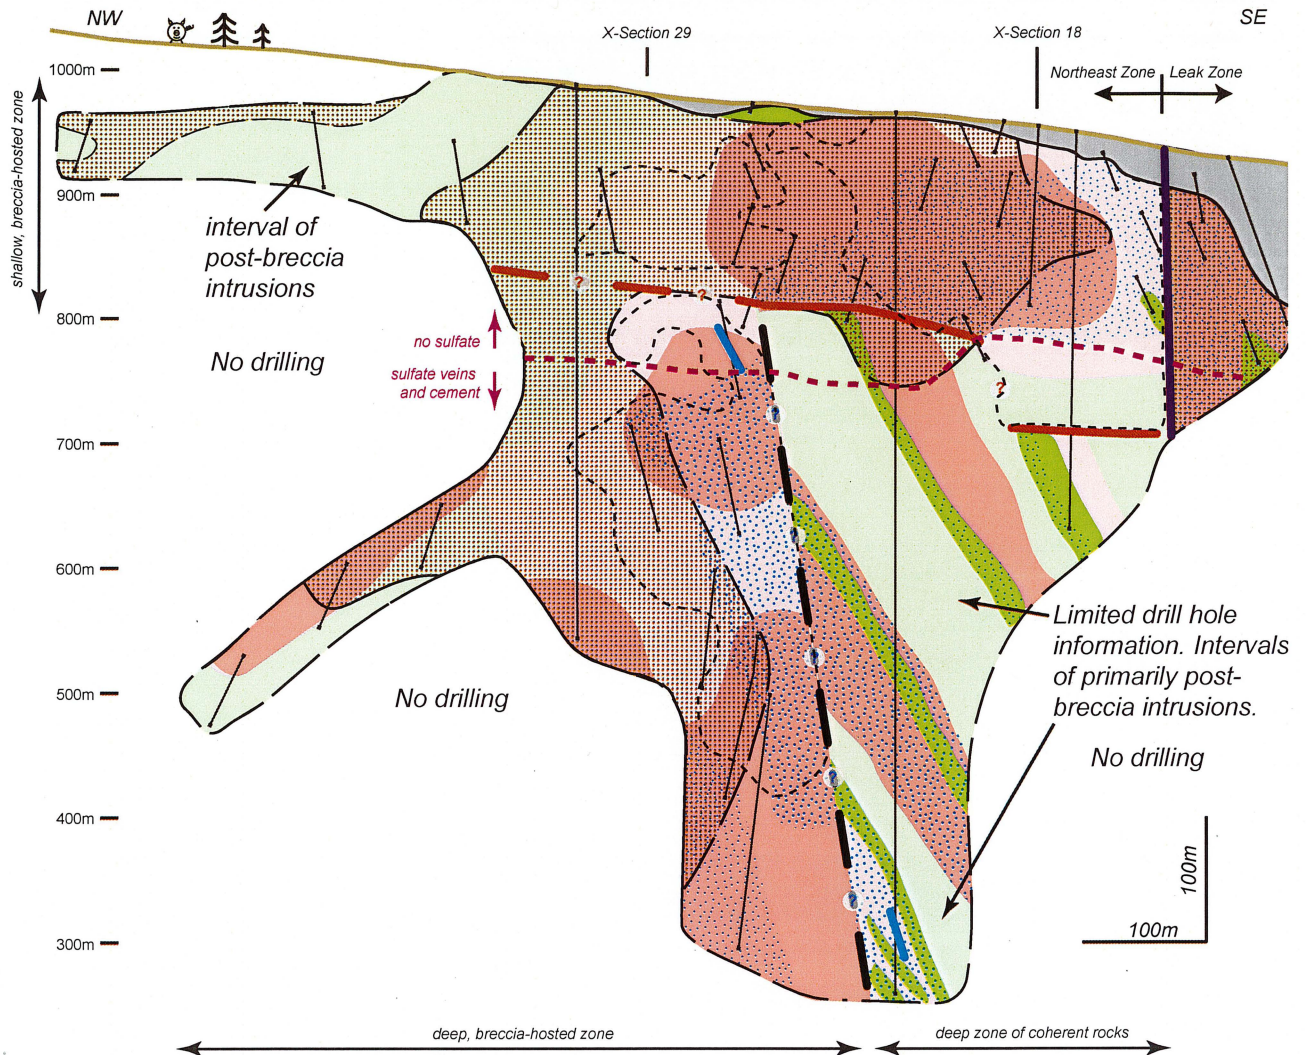 NW
SE
X-Section 29
X-Section 18
Northeast Zone
Leak Zone
1000m
900m
800m
700m
600m
500m
400m
300m
shallow, breccia-hosted zone
interval of
post-breccia
intrusions
No drilling
no sulfate
sulfate veins
and cement
?
?
?
?
?
?
?
?
No drilling
Limited drill hole
information. Intervals
of primarily post-
breccia intrusions.
No drilling
100m
100m
deep, breccia-hosted zone
deep zone of coherent rocks